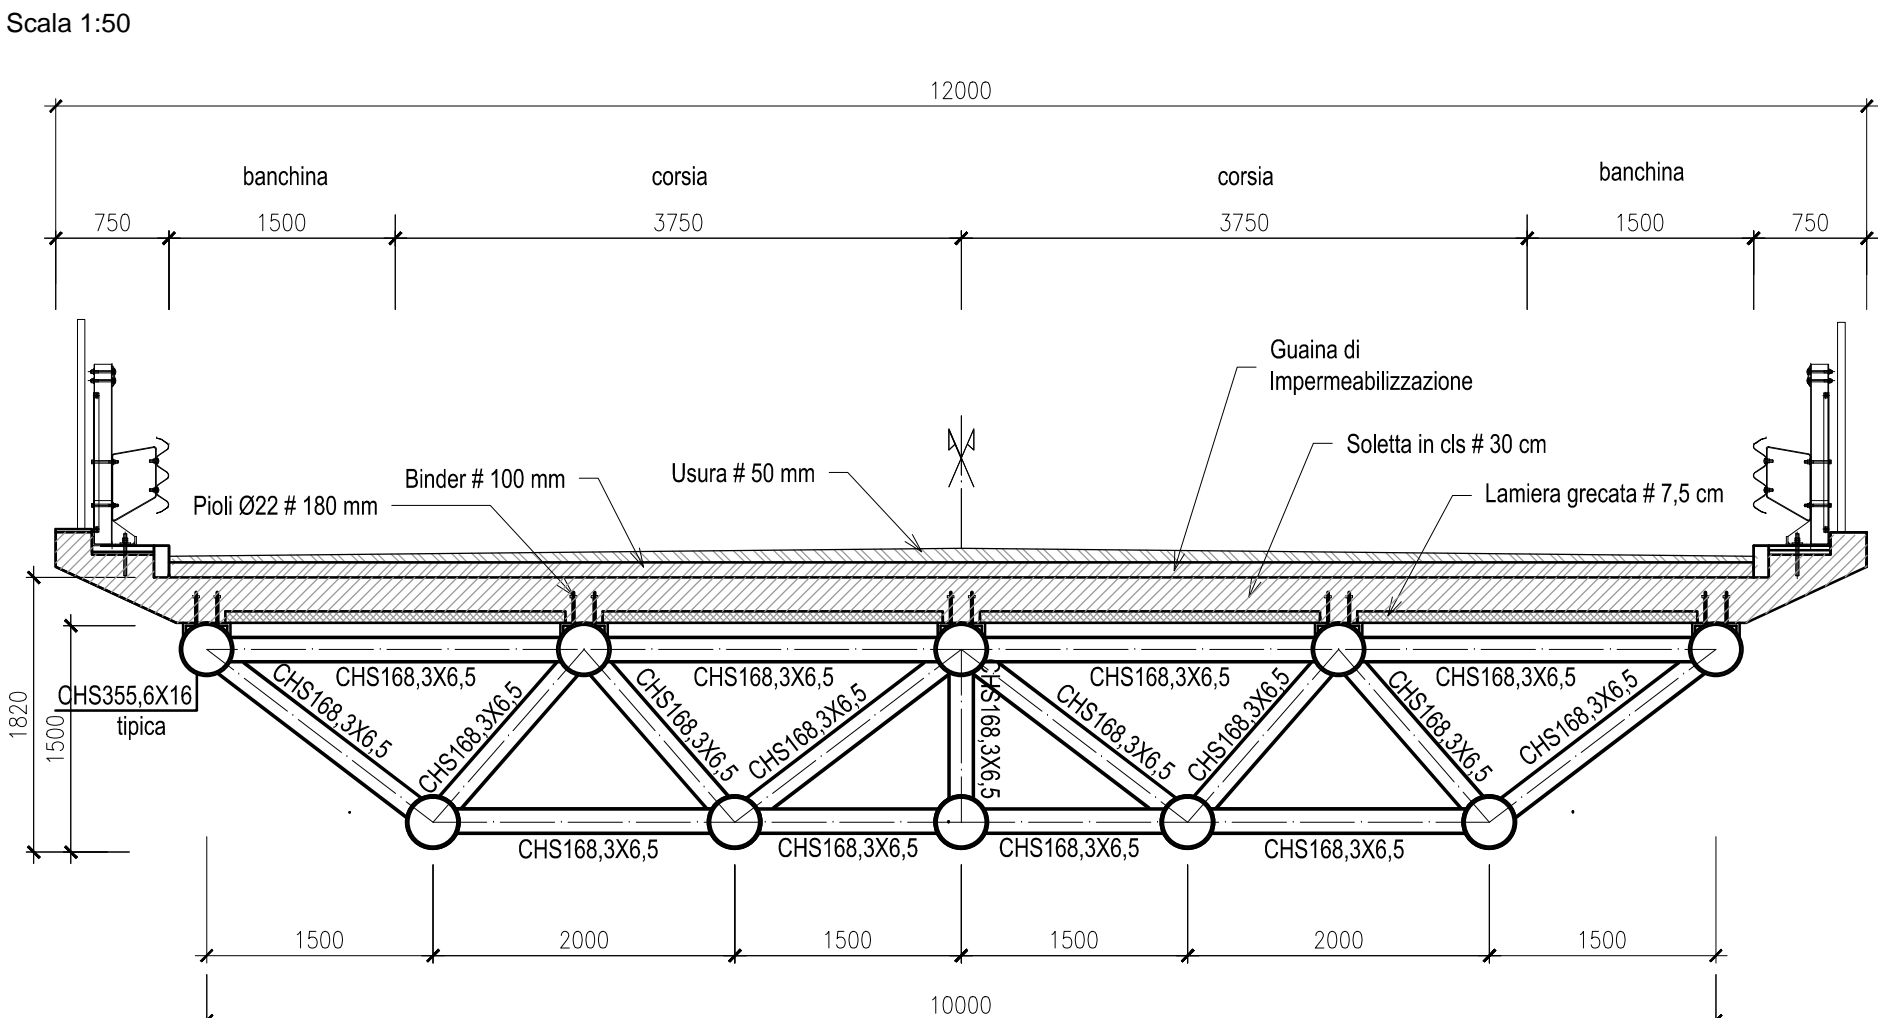 Scala 1:50
12000
banchina
corsia
corsia
banchina
750
1500
3750
3750
1500
750
Guaina di
Impermeabilizzazione
Soletta in cls # 30 cm
Binder # 100 mm
Usura # 50 mm
Lamiera grecata # 7,5 cm
Pioli Ø22 # 180 mm
CHS168,3X6,5
CHS168,3X6,5
CHS168,3X6,5
CHS168,3X6,5
CHS355,6X16
tipica
CHS168,3X6,5
CHS168,3X6,5
CHS168,3X6,5
CHS168,3X6,5
CHS168,3X6,5
CHS168,3X6,5
CHS168,3X6,5
CHS168,3X6,5
CHS168,3X6,5
1820
1500
CHS168,3X6,5
CHS168,3X6,5
CHS168,3X6,5
CHS168,3X6,5
1500
2000
1500
1500
2000
1500
10000